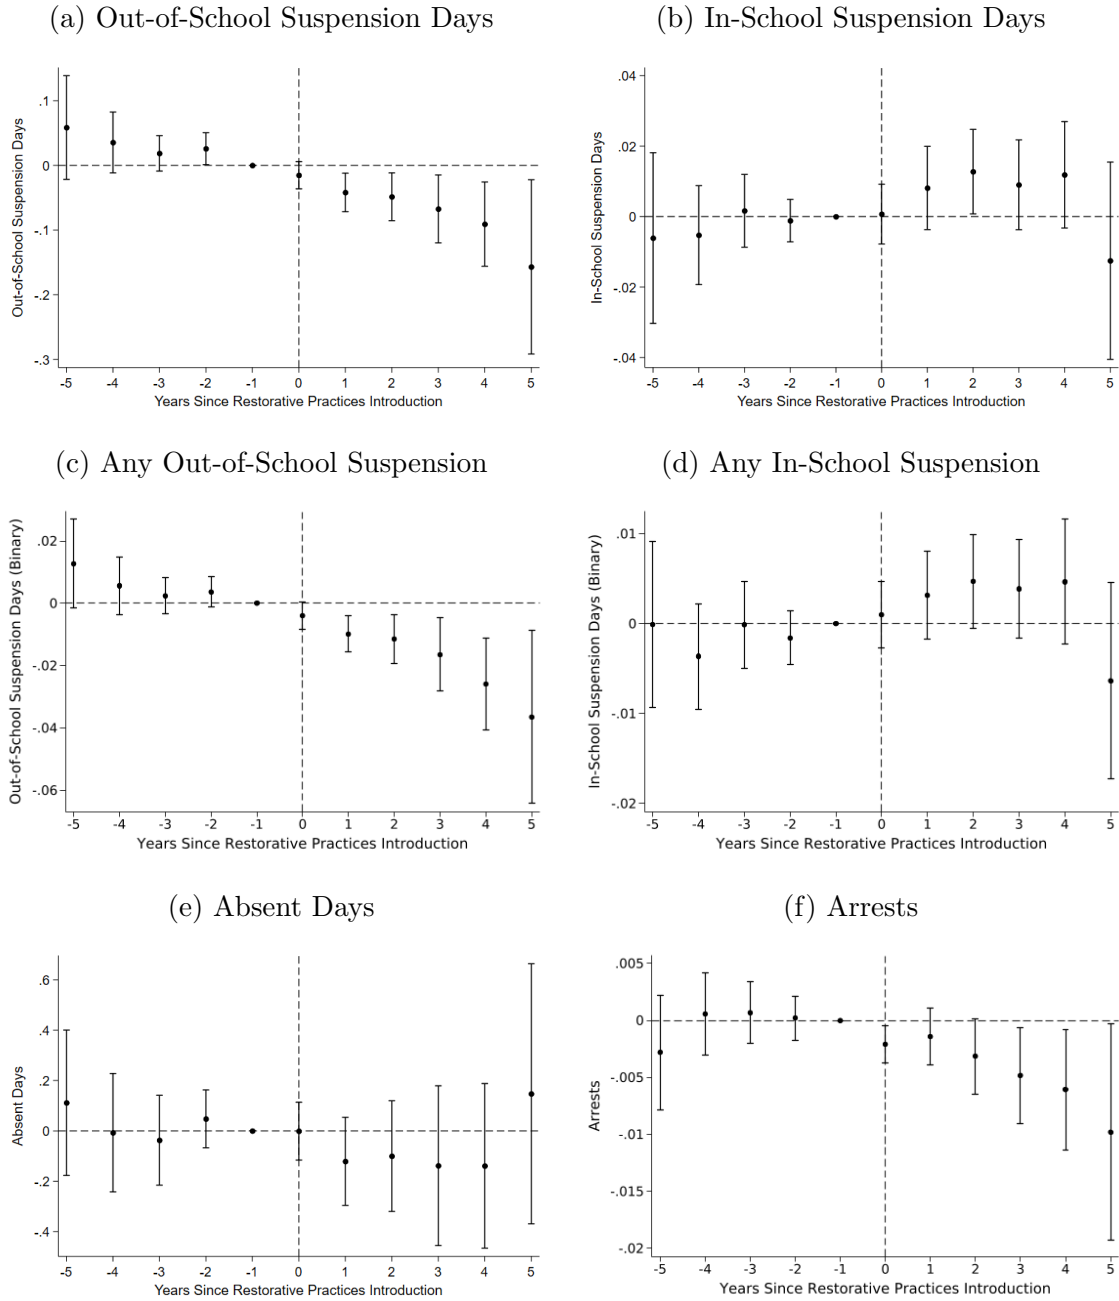 (a) Out-of-School Suspension Days
Out-of-School Suspension Days
.1
0
-.1
-.2
-.3
-5 -4 -3 -2 -1 0 1 2 3 4 5
Years Since Restorative Practices Introduction
(b) In-School Suspension Days
In-School Suspension Days
.04
.02
0
-.02
-.04
-5 -4 -3 -2 -1 0 1 2 3 4 5
Years Since Restorative Practices Introduction
(c) Any Out-of-School Suspension
Out-of-School Suspension Days (Binary)
.02
0
-.02
-.04
-.06
-5 -4 -3 -2 -1 0 1 2 3 4 5
Years Since Restorative Practices Introduction
(d) Any In-School Suspension
In-School Suspension Days (Binary)
.01
0
-.01
-.02
-5 -4 -3 -2 -1 0 1 2 3 4 5
Years Since Restorative Practices Introduction
(e) Absent Days
Absent Days
.6
.4
.2
0
-.2
-.4
-5 -4 -3 -2 -1 0 1 2 3 4 5
Years Since Restorative Practices Introduction
(f) Arrests
Arrests
.005
0
-.005
-.01
-.015
-.02
-5 -4 -3 -2 -1 0 1 2 3 4 5
Years Since Restorative Practices Introduction